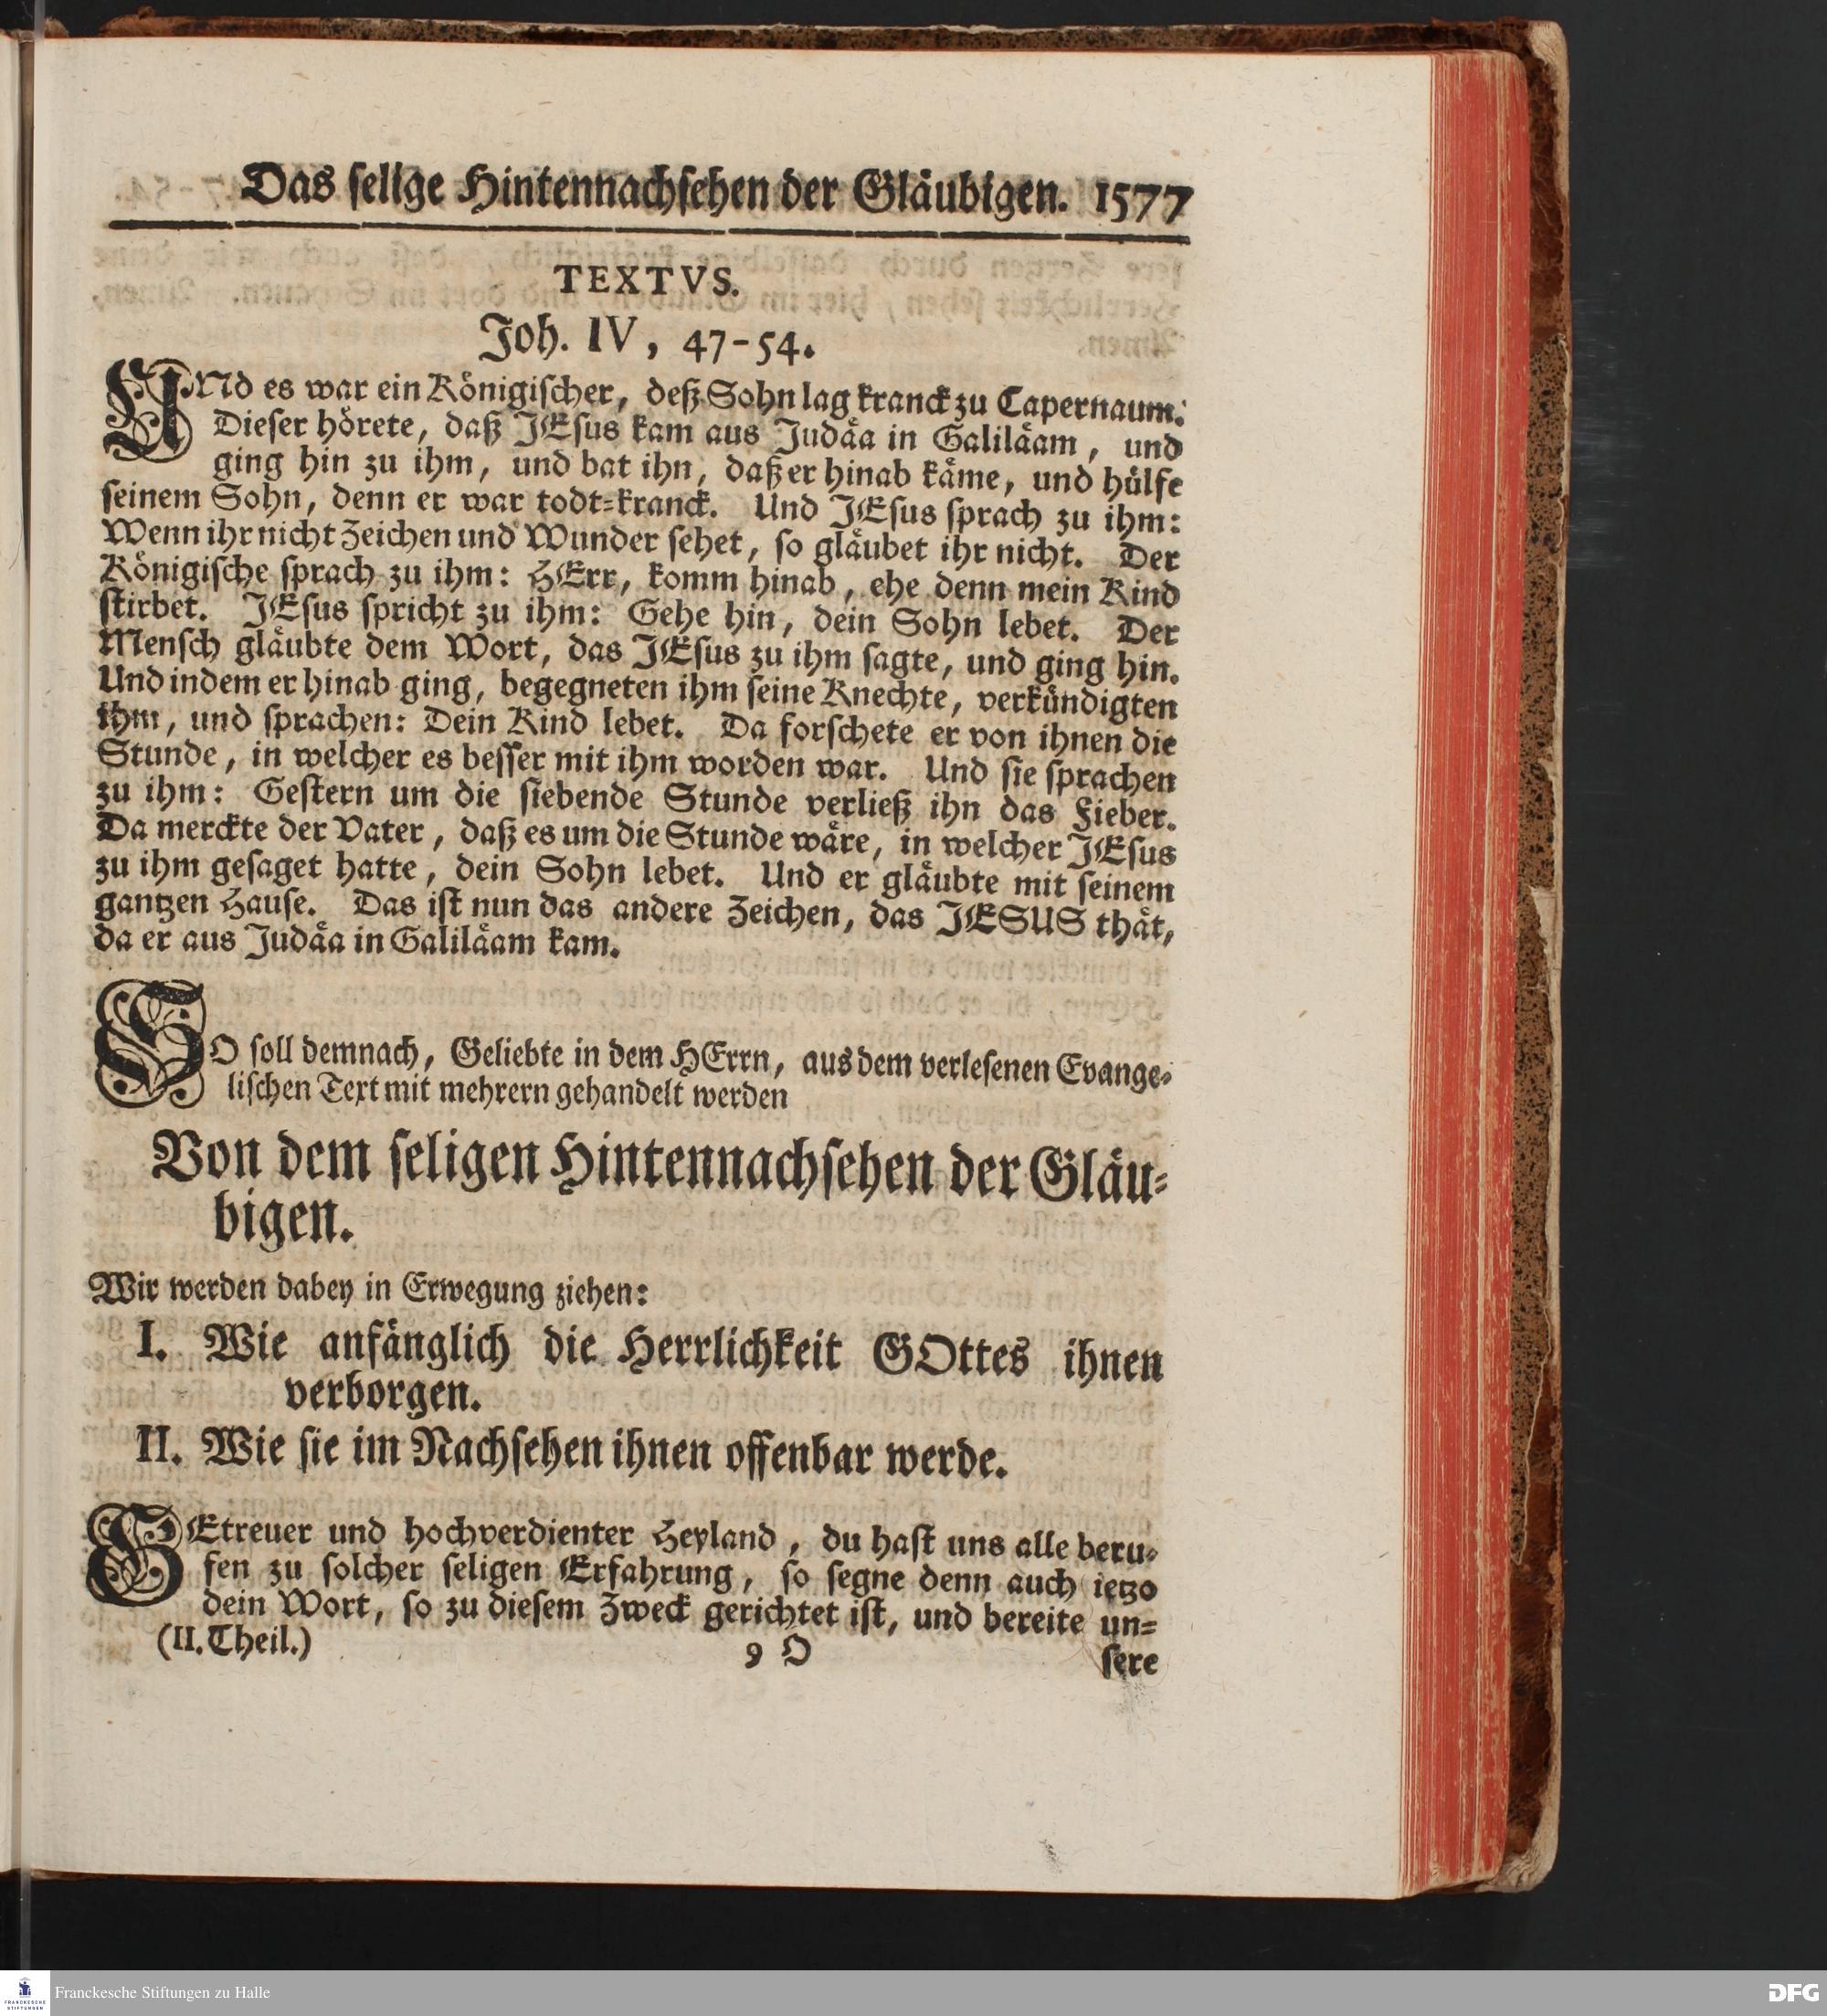 Das ſelige Hintennachſehen der Gläubigen. 1577
TEXTVS.
Joh. IV, 47-54.
UNd es war ein Königiſcher, deß Sohn lag kranck zu Capernaum.
Dieſer hörete, daß JEſus kam aus Judäa in Galiläam, und
ging hin zu ihm, und bat ihn, daß er hinab käme, und hülfe
ſeinem Sohn, denn er war todt-kranck. Und JEſus ſprach zu ihm:
Wenn ihr nicht Zeichen und Wunder ſehet, ſo gläubet ihr nicht. Der
Königiſche ſprach zu ihm: HErr, komm hinab, ehe denn mein Kind
ſtirbet. JEſus ſpricht zu ihm: Gehe hin, dein Sohn lebet. Der
Menſch gläubte dem Wort, das JEſus zu ihm ſagte, und ging hin.
Und indem er hinab ging, begegneten ihm ſeine Knechte, verkündigten
ihm, und ſprachen: Dein Kind lebet. Da forſchete er von ihnen die
Stunde, in welcher es beſſer mit ihm worden war. Und ſie ſprachen
zu ihm: Geſtern um die ſiebende Stunde verließ ihn das Fieber.
Da merckte der Vater, daß es um die Stunde wäre, in welcher JEſus
zu ihm geſaget hatte, dein Sohn lebet. Und er gläubte mit ſeinem
gantzen Hauſe. Das iſt nun das andere Zeichen, das JESUS thät,
da er aus Judäa in Galiläam kam.
SO ſoll demnach, Geliebte in dem HErrn, aus dem verleſenen Evange-
liſchen Text mit mehrern gehandelt werden
Von dem ſeligen Hintennachſehen der Gläu-
bigen.
Wir werden dabey in Erwegung ziehen:
I. Wie anfänglich die Herrlichkeit GOttes ihnen
verborgen.
II. Wie ſie im Nachſehen ihnen offenbar werde.
GEtreuer und hochverdienter Heyland, du haſt uns alle beru-
fen zu ſolcher ſeligen Erfahrung, ſo ſegne denn auch ietzo
dein Wort, ſo zu dieſem Zweck gerichtet iſt, und bereite un-
(II. Theil.) 9 O ſere
Franckesche Stiftungen zu Halle
FRANCKESCHE STIFTUNGEN
DFG